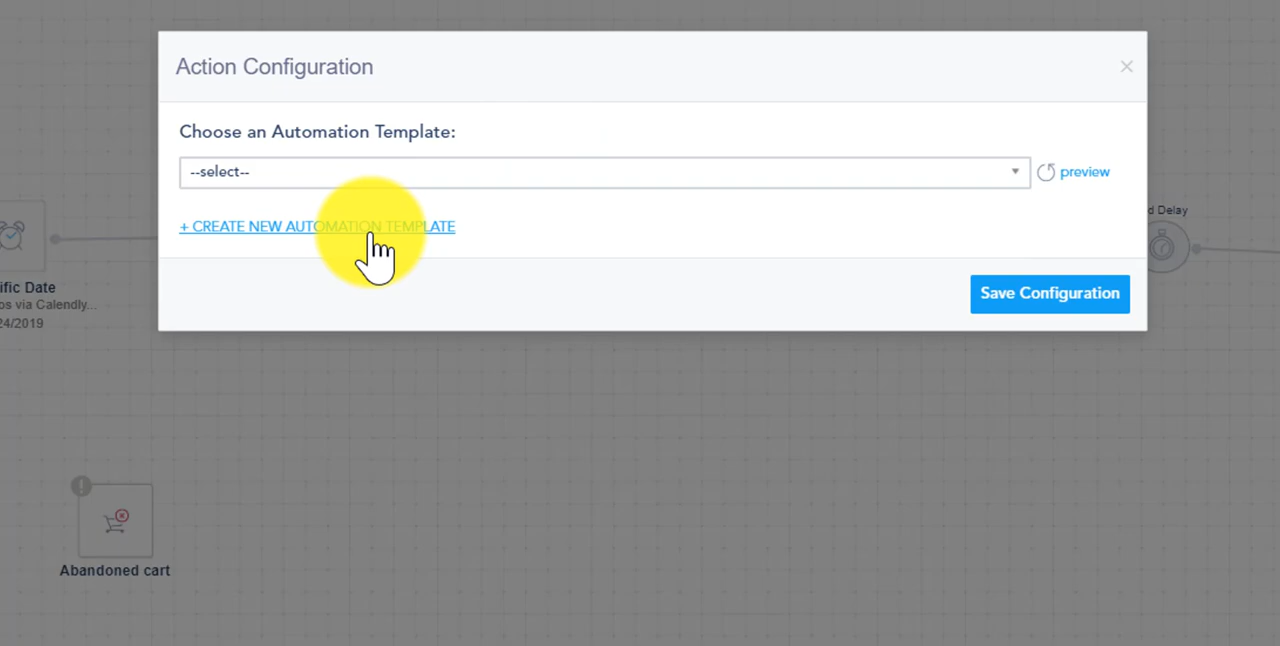 Action Configuration
Choose an Automation Template:
--select--
preview
+ CREATE NEW AUTOMATION TEMPLATE
d Delay
Save Configuration
ific Date
os via Calendly...
24/2019
Abandoned cart